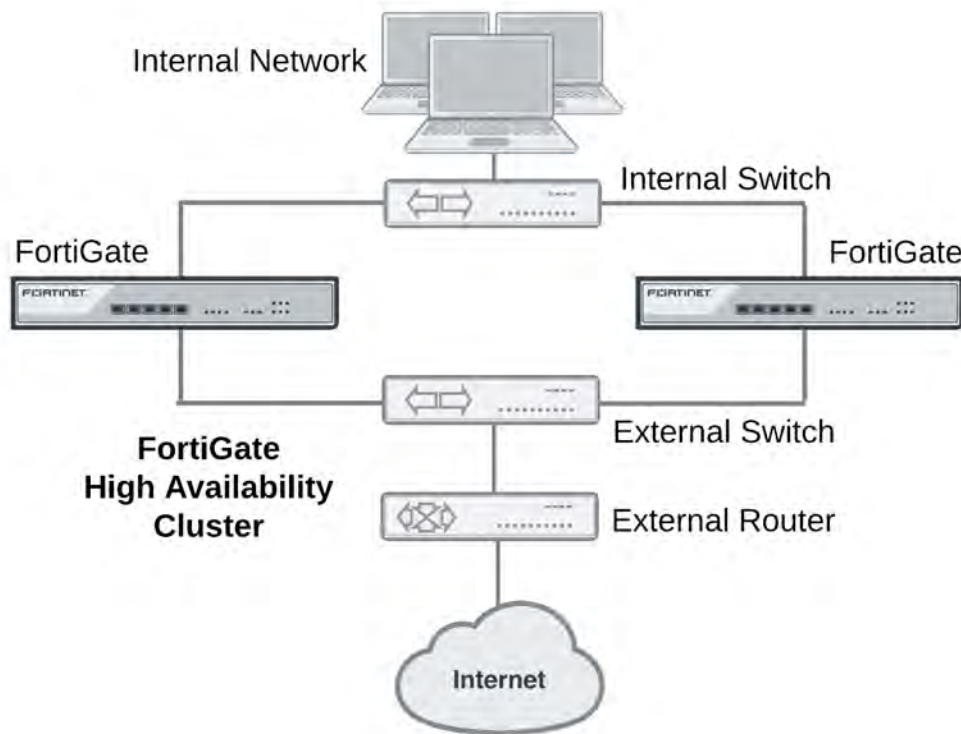 Internal Network
Internal Switch
FortiGate
FortiGate
FORTINET
FORTINET
External Switch
FortiGate
High Availability
Cluster
External Router
Internet